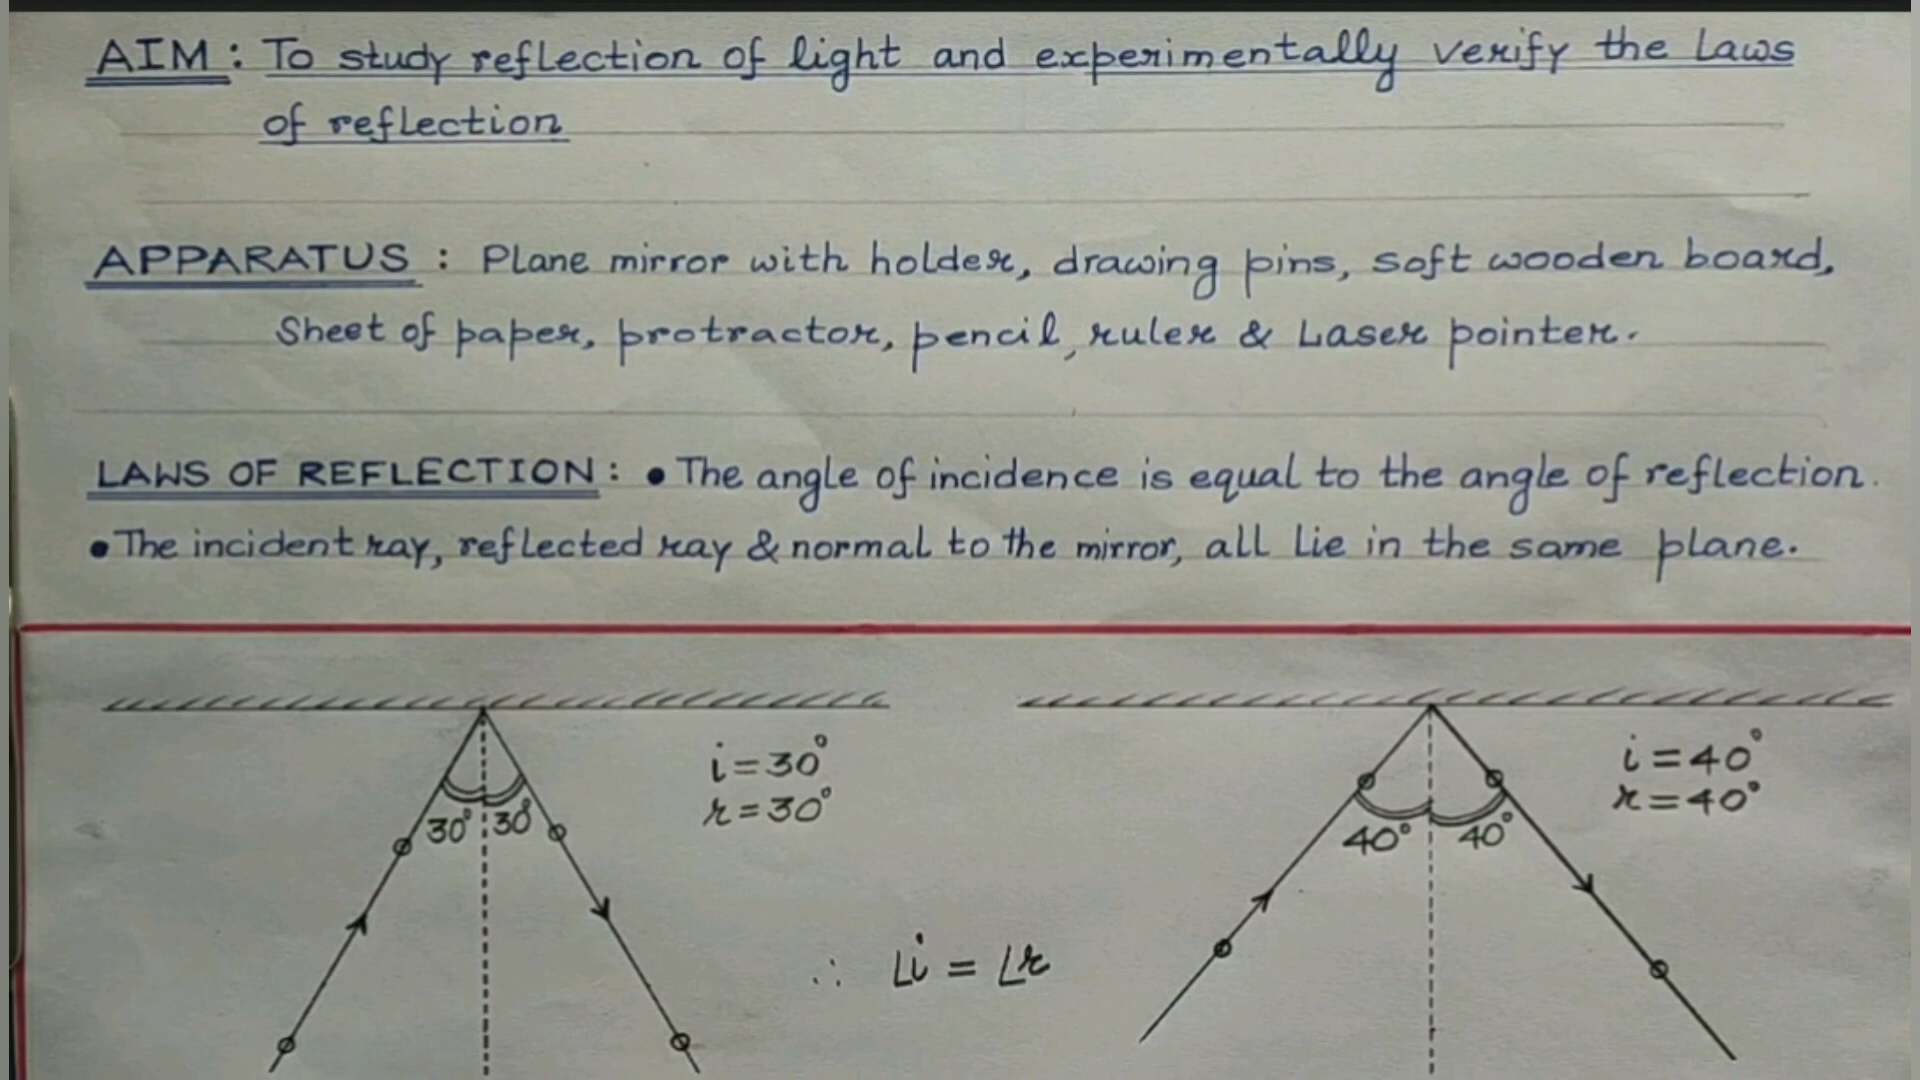 AIM : To study reflection of light and experimentally verify the Laws
of reflection
APPARATUS : Plane mirror with holder, drawing pins, soft wooden board,
Sheet of paper, protractor, pencil, ruler & Laser pointer.
LAWS OF REFLECTION : • The angle of incidence is equal to the angle of reflection.
• The incident ray, reflected ray & normal to the mirror, all lie in the same plane.
i = 30°
r = 30°
30° 30°
i = 40°
r = 40°
40° 40°
∴ ∠i = ∠r